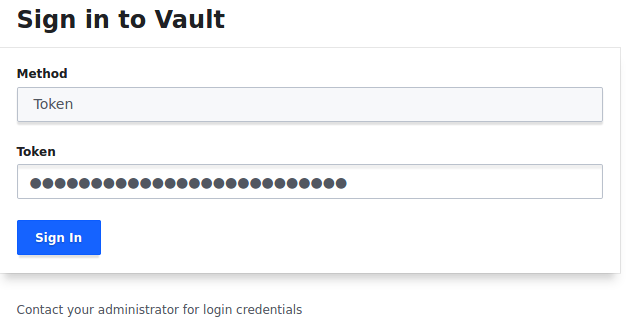 Sign in to Vault
Method
Token
Token
●●●●●●●●●●●●●●●●●●●●●●●●●●
Sign In
Contact your administrator for login credentials